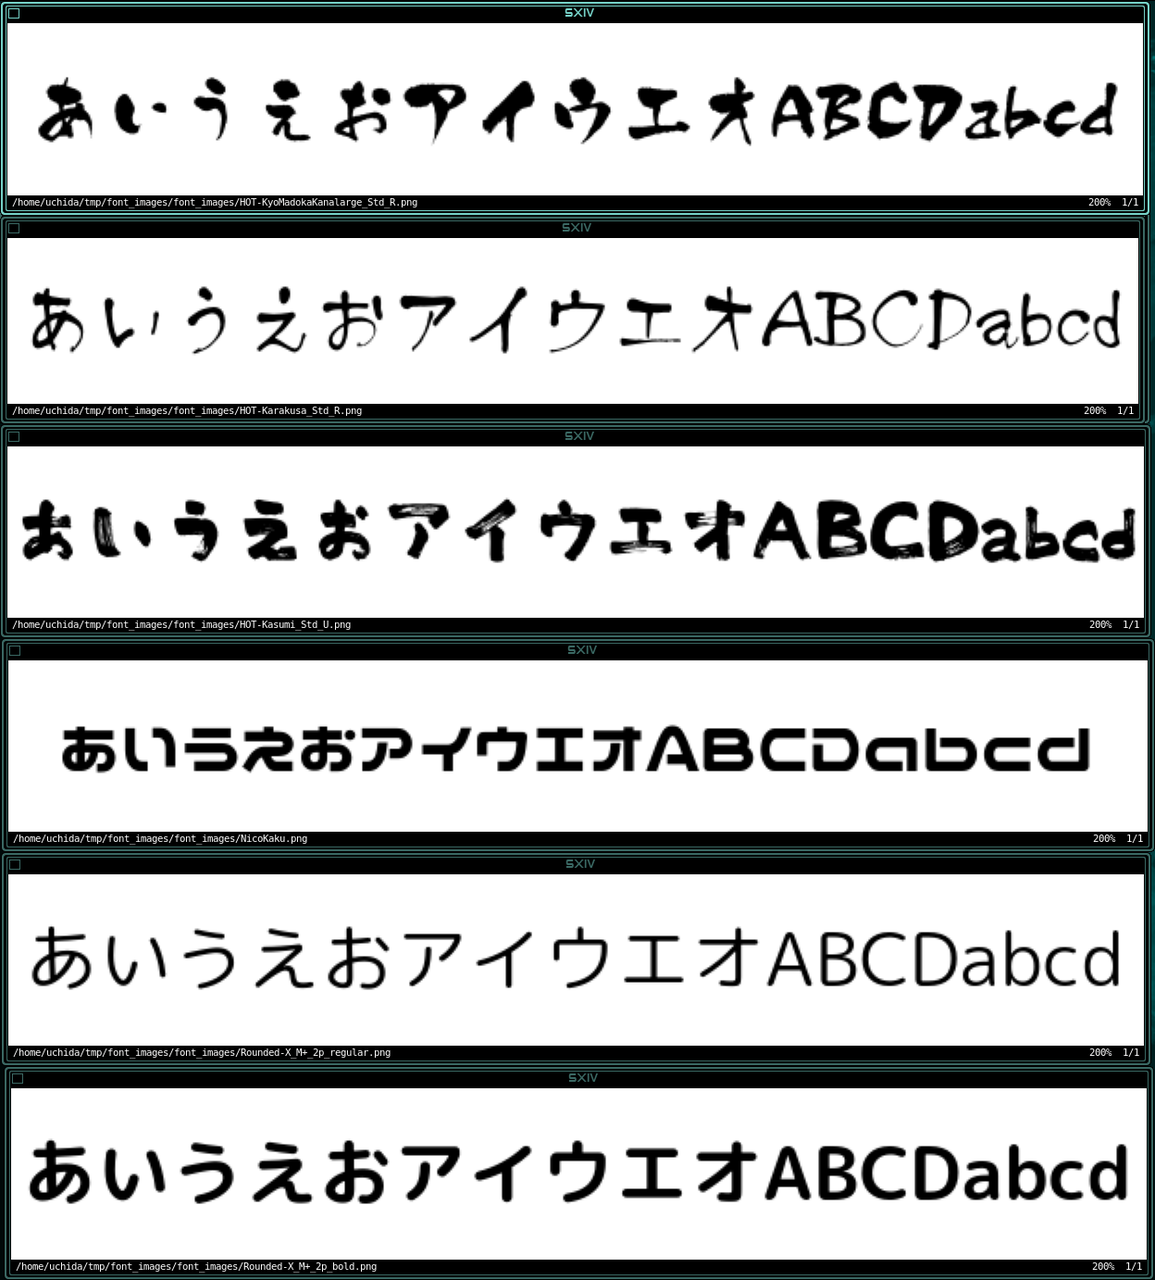 SXIV
あいうえおアイウエオABCDabcd
/home/uchida/tmp/font_images/font_images/HOT-KyoMadokaKanalarge_Std_R.png 200% 1/1
SXIV
あいうえおアイウエオABCDabcd
/home/uchida/tmp/font_images/font_images/HOT-Karakusa_Std_R.png 200% 1/1
SXIV
あいうえおアイウエオABCDabcd
/home/uchida/tmp/font_images/font_images/HOT-Kasumi_Std_U.png 200% 1/1
SXIV
あいうえおアイウエオABCDabcd
/home/uchida/tmp/font_images/font_images/NicoKaku.png 200% 1/1
SXIV
あいうえおアイウエオABCDabcd
/home/uchida/tmp/font_images/font_images/Rounded-X_M+_2p_regular.png 200% 1/1
SXIV
あいうえおアイウエオABCDabcd
/home/uchida/tmp/font_images/font_images/Rounded-X_M+_2p_bold.png 200% 1/1